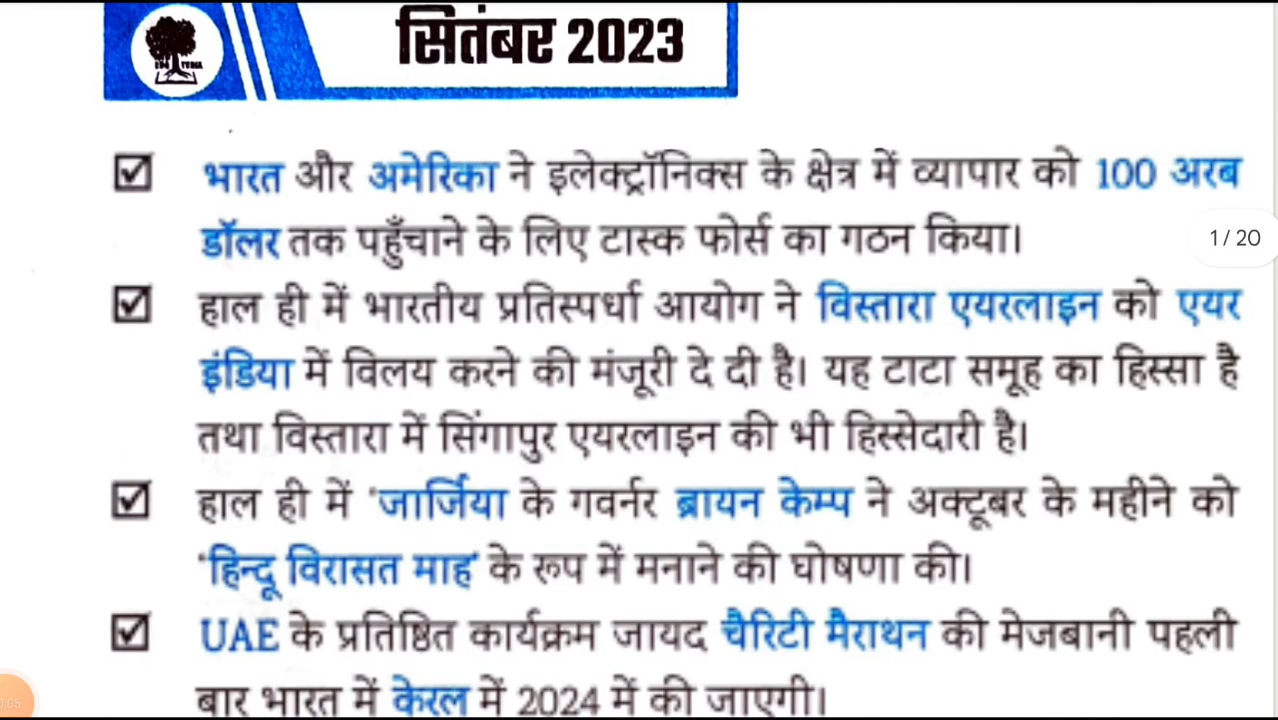 सितंबर 2023
भारत और अमेरिका ने इलेक्ट्रॉनिक्स के क्षेत्र में व्यापार को 100 अरब
डॉलर तक पहुँचाने के लिए टास्क फोर्स का गठन किया।
1/20
हाल ही में भारतीय प्रतिस्पर्धा आयोग ने विस्तारा एयरलाइन को एयर
इंडिया में विलय करने की मंजूरी दे दी है। यह टाटा समूह का हिस्सा है
तथा विस्तारा में सिंगापुर एयरलाइन की भी हिस्सेदारी है।
हाल ही में 'जार्जिया के गवर्नर ब्रायन केम्प ने अक्टूबर के महीने को
'हिन्दू विरासत माह' के रूप में मनाने की घोषणा की।
UAE के प्रतिष्ठित कार्यक्रम जायद चैरिटी मैराथन की मेजबानी पहली
बार भारत में केरल में 2024 में की जाएगी।
0:05